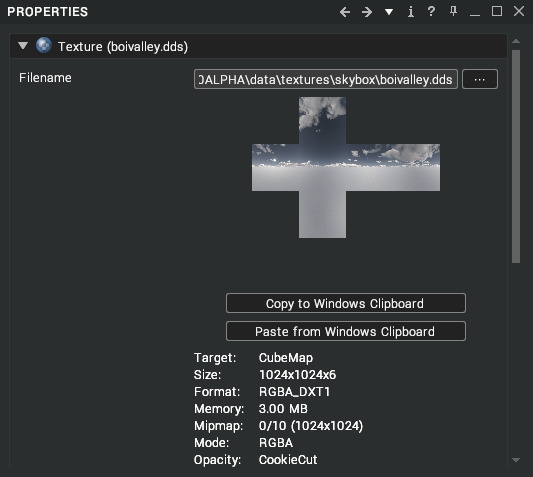 PROPERTIES
Texture (boivalley.dds)
Filename
ALPHA\data\textures\skybox\boivalley.dds
...
Copy to Windows Clipboard
Paste from Windows Clipboard
Target: CubeMap
Size: 1024x1024x6
Format: RGBA_DXT1
Memory: 3.00 MB
Mipmap: 0/10 (1024x1024)
Mode: RGBA
Opacity: CookieCut